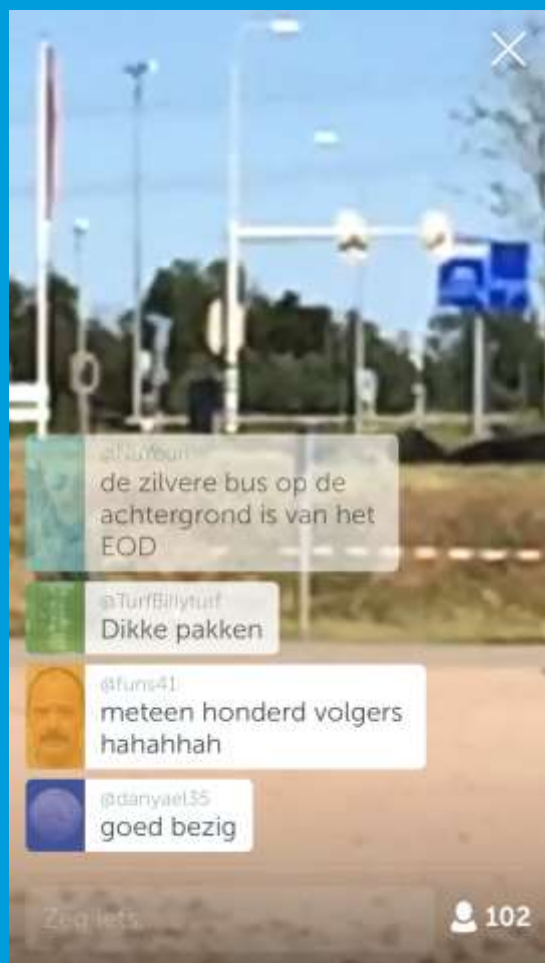 de zilvere bus op de
achtergrond is van het
EOD
@TurfBillyturf
Dikke pakken
@funs41
meteen honderd volgers
hahahhah
@danyael35
goed bezig
Zeg iets
102